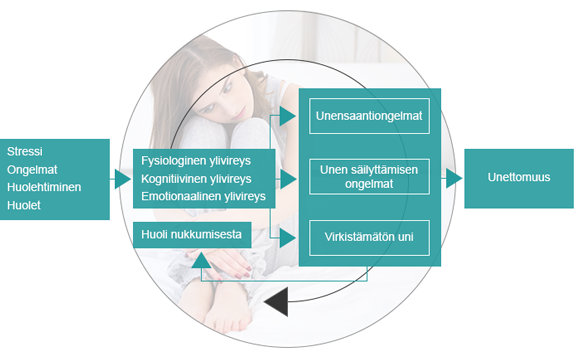 Stressi
Ongelmat
Huolehtiminen
Huolet
Fysiologinen ylivireys
Kognitiivinen ylivireys
Emotionaalinen ylivireys
Huoli nukkumisesta
Unensaantiongelmat
Unen säilyttämisen
ongelmat
Virkistämätön uni
Unettomuus